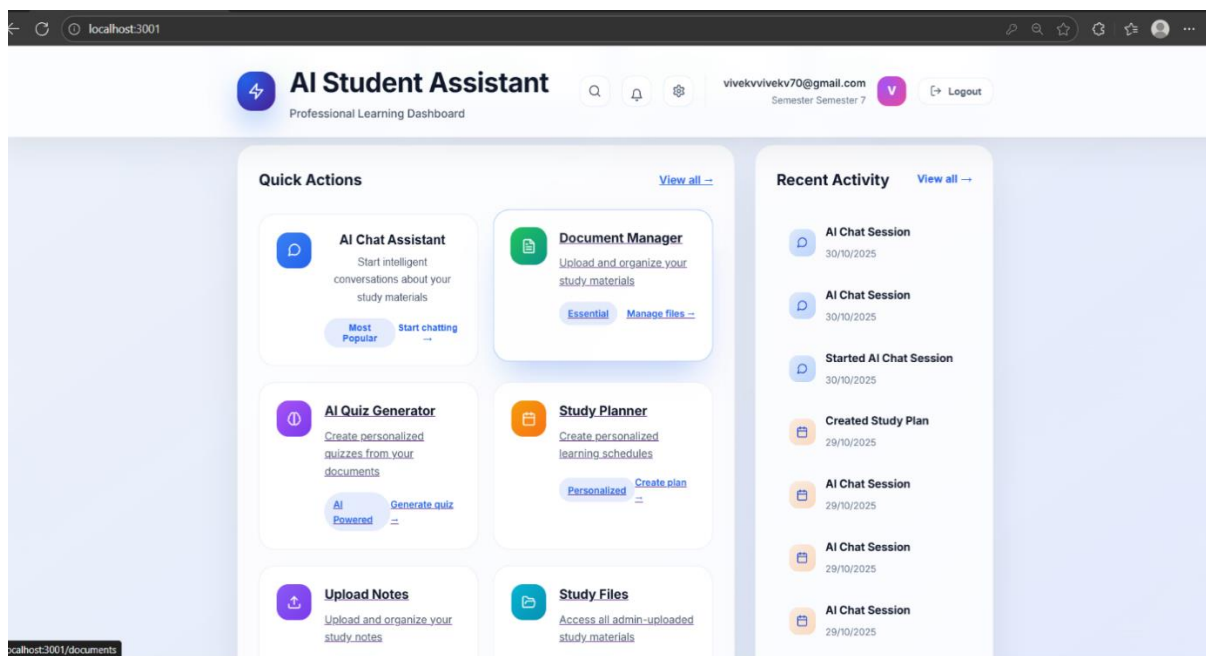 localhost:3001
AI Student Assistant
Professional Learning Dashboard
vivekvvivekv70@gmail.com
Semester Semester 7
V
Logout
Quick Actions
View all →
AI Chat Assistant
Start intelligent
conversations about your
study materials
Most
Popular
Start chatting
→
Document Manager
Upload and organize your
study materials
Essential
Manage files →
AI Quiz Generator
Create personalized
quizzes from your
documents
AI
Powered
Generate quiz
→
Study Planner
Create personalized
learning schedules
Personalized
Create plan
→
Upload Notes
Upload and organize your
study notes
Study Files
Access all admin-uploaded
study materials
Recent Activity
View all →
AI Chat Session
30/10/2025
AI Chat Session
30/10/2025
Started AI Chat Session
30/10/2025
Created Study Plan
29/10/2025
AI Chat Session
29/10/2025
AI Chat Session
29/10/2025
AI Chat Session
29/10/2025
ocalhost:3001/documents